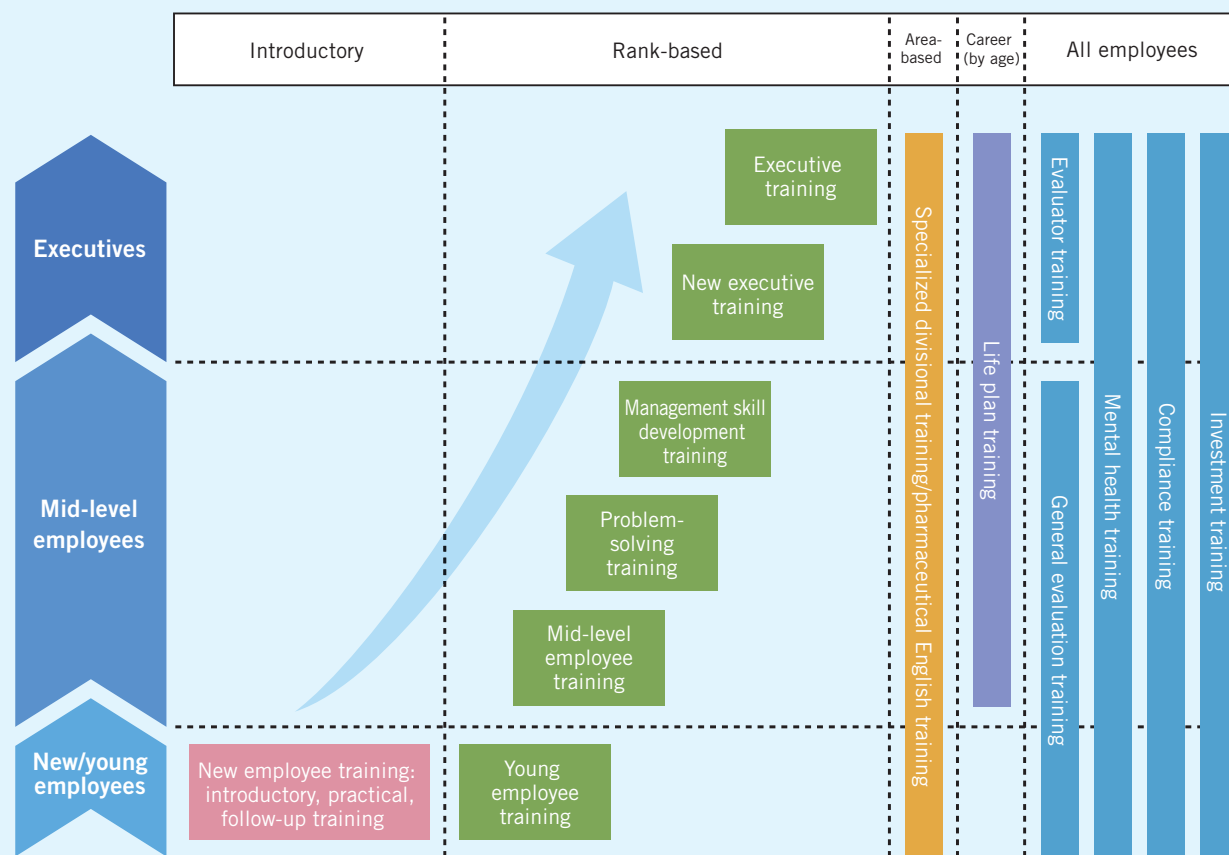 Introductory
Rank-based
Area-
based
Career
(by age)
All employees
Executives
Executive
training
New executive
training
Mid-level
employees
Management skill
development
training
Problem-
solving
training
Mid-level
employee
training
New/young
employees
New employee training:
introductory, practical,
follow-up training
Young
employee
training
Specialized divisional training/pharmaceutical English training
Life plan training
Evaluator training
General evaluation training
Mental health training
Compliance training
Investment training